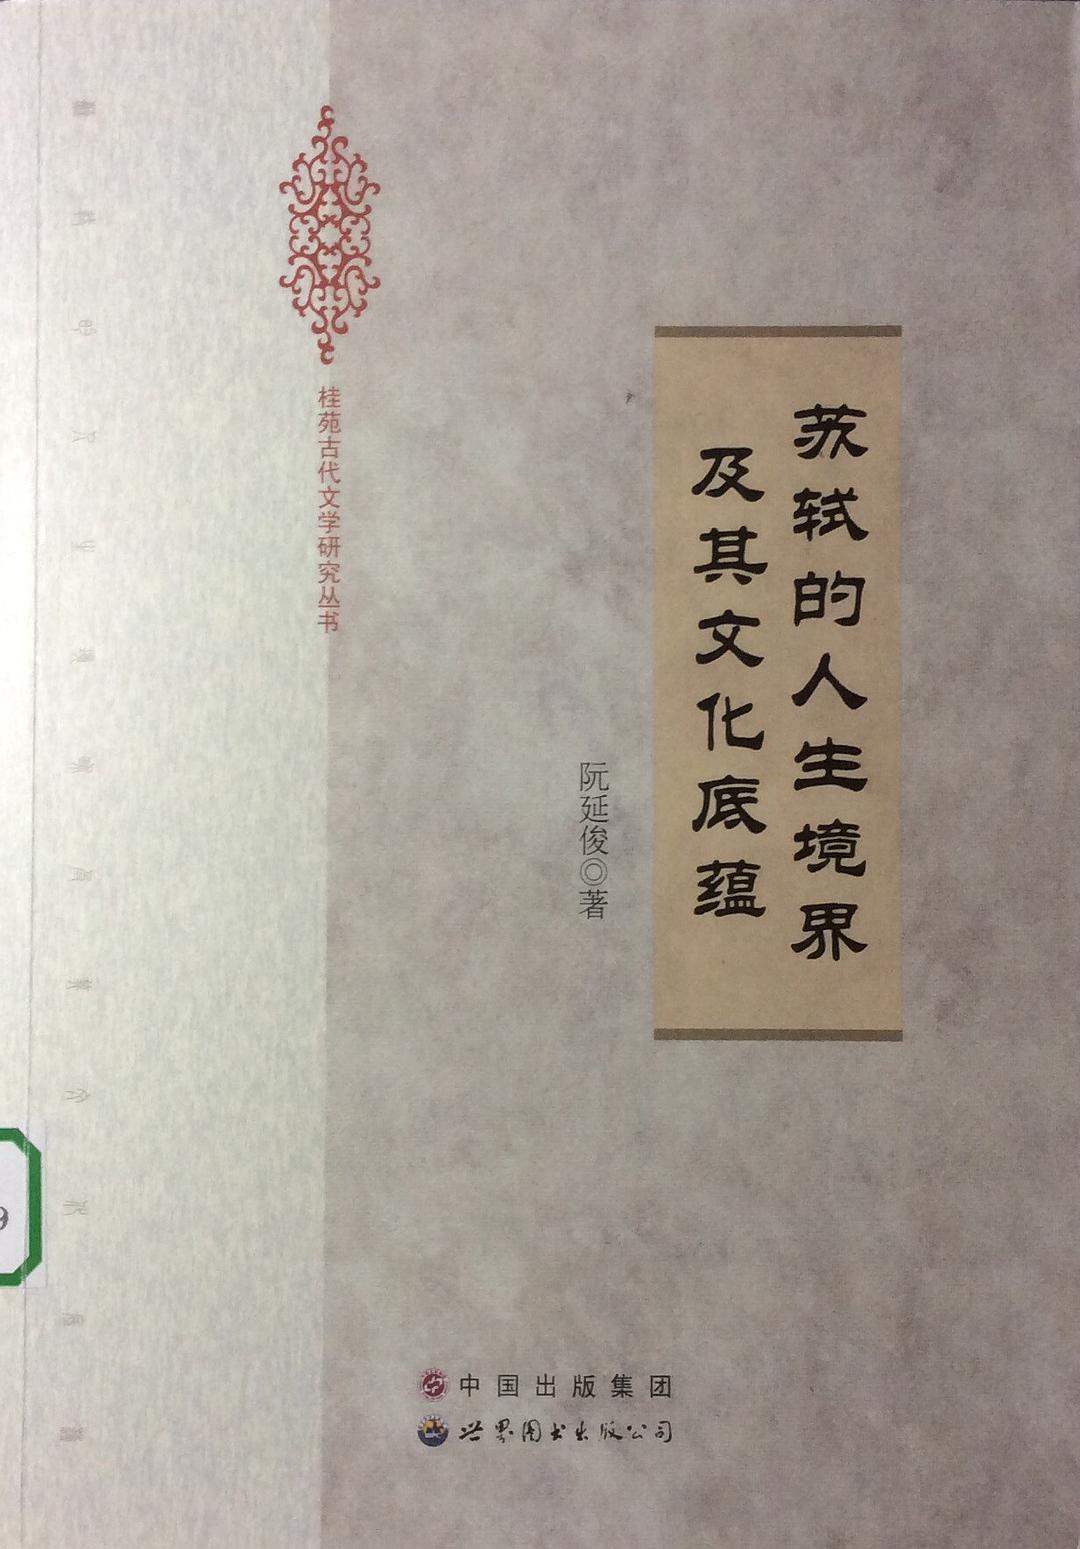 苏轼的人生境界
及其文化底蕴
阮延俊◎著
桂苑古代文学研究丛书
中国出版集团
世界图书出版公司
9